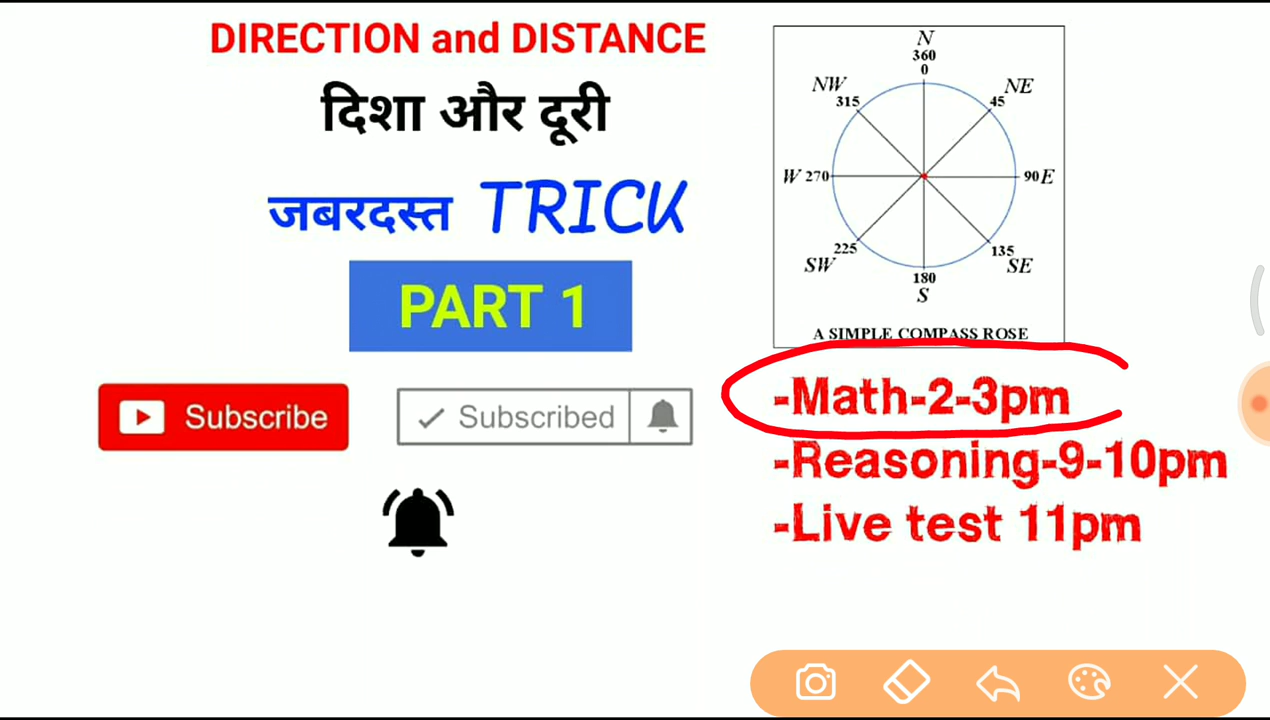 DIRECTION and DISTANCE
दिशा और दूरी
जबरदस्त TRICK
PART 1
Subscribe
Subscribed
N
360
0
NW
315
NE
45
W 270
90 E
225
SW
135
SE
180
S
A SIMPLE COMPASS ROSE
-Math-2-3pm
-Reasoning-9-10pm
-Live test 11pm